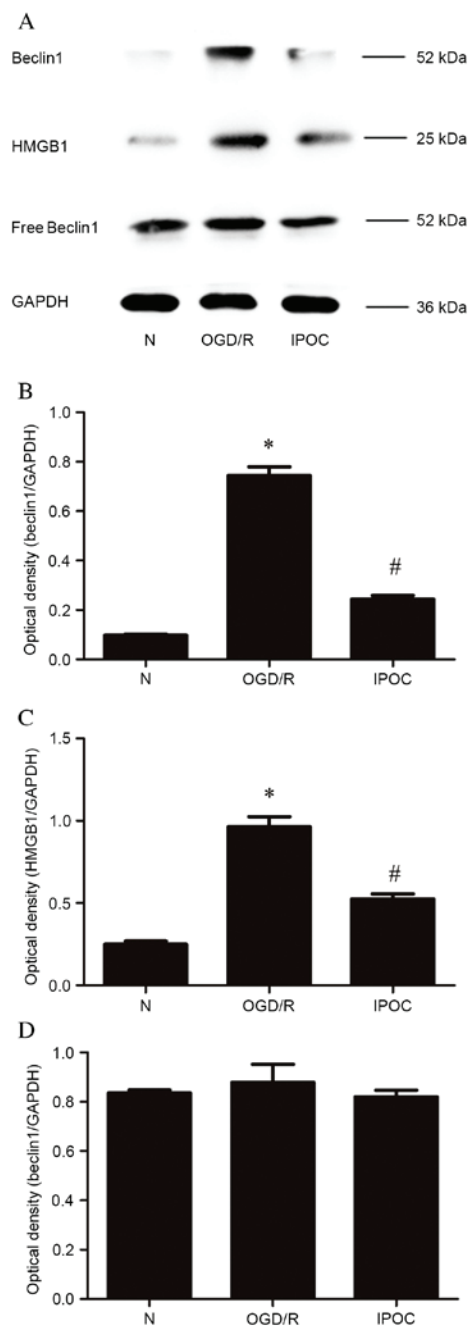 A
Beclin1
52 kDa
HMGB1
25 kDa
Free Beclin1
52 kDa
GAPDH
36 kDa
N OGD/R IPOC
B
Optical density (beclin1/GAPDH)
1.0
0.8
0.6
0.4
0.2
0.0
*
#
N OGD/R IPOC
C
Optical density (HMGB1/GAPDH)
1.5
1.0
0.5
0.0
*
#
N OGD/R IPOC
D
Optical density (beclin1/GAPDH)
1.0
0.8
0.6
0.4
0.2
0.0
N OGD/R IPOC